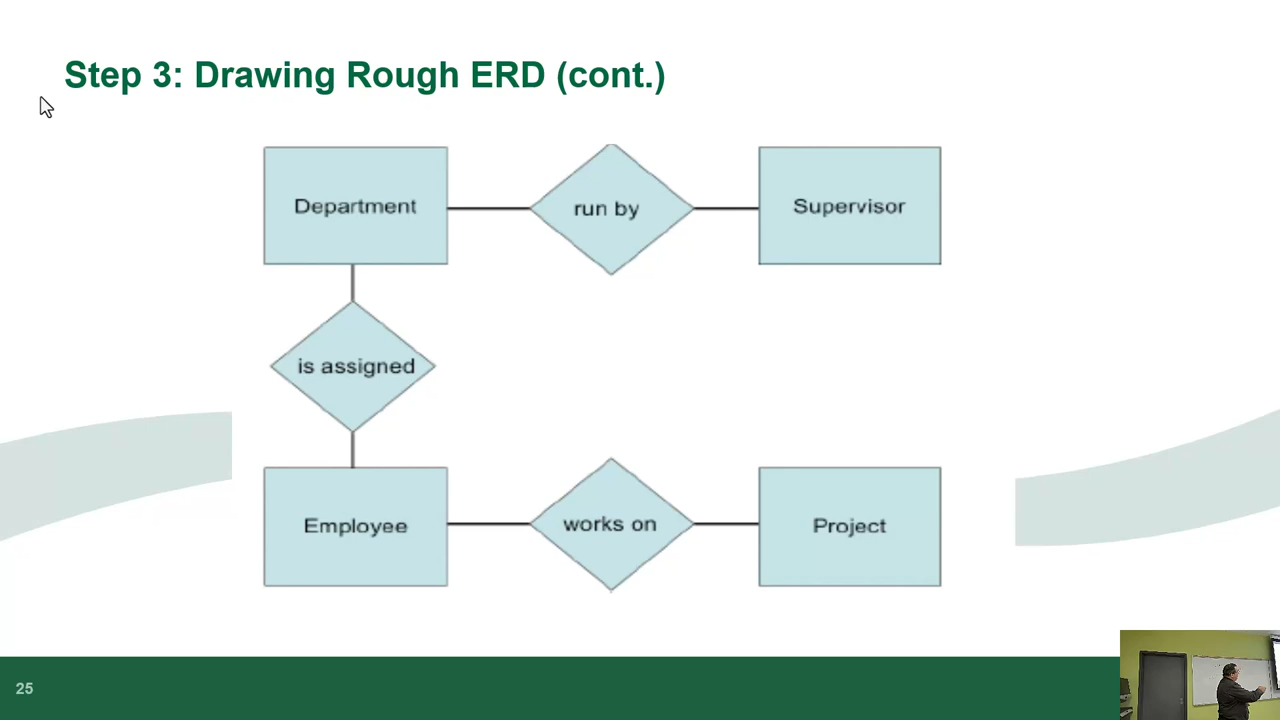 Step 3: Drawing Rough ERD (cont.)
Department
run by
Supervisor
is assigned
Employee
works on
Project
25